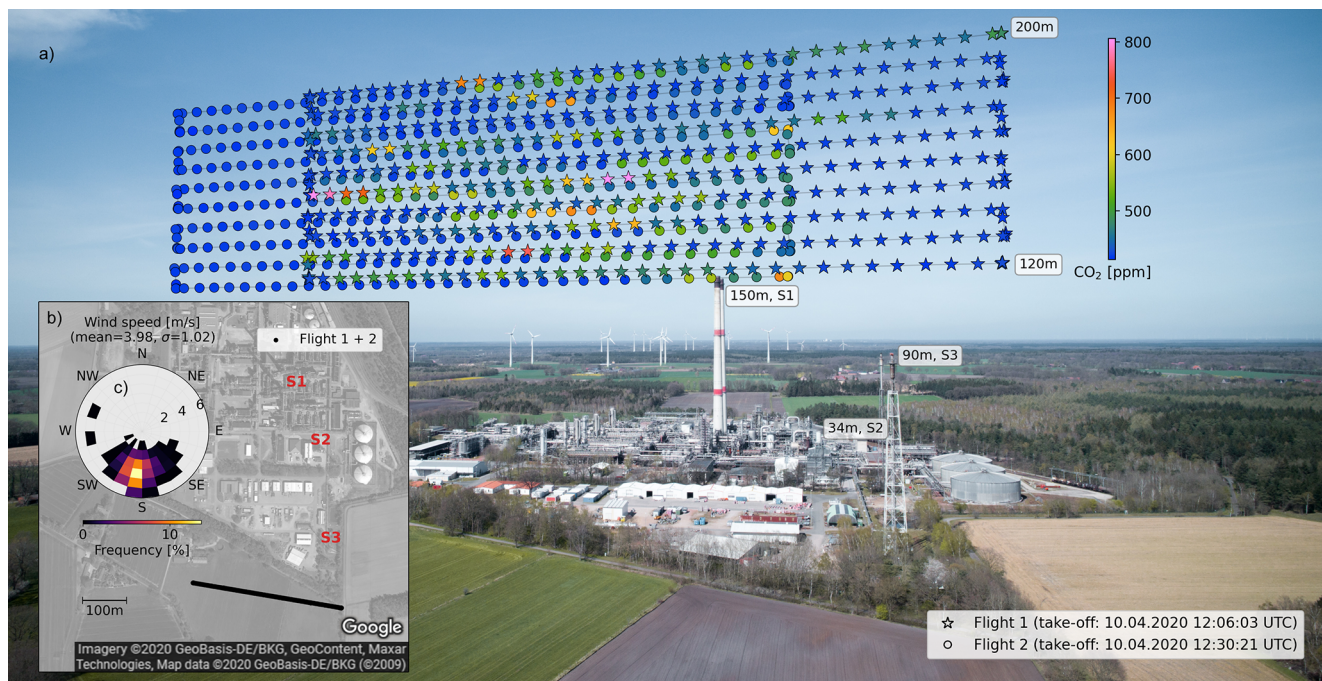 a)
200m
800
700
600
500
CO₂ [ppm]
120m
150m, S1
90m, S3
34m, S2
b)
Wind speed [m/s]
(mean=3.98, σ=1.02)
Flight 1 + 2
N
NW
NE
c)
2 4 6
W
E
SW
SE
S
0 10
Frequency [%]
S1
S2
S3
100m
Google
Imagery ©2020 GeoBasis-DE/BKG, GeoContent, Maxar
Technologies, Map data ©2020 GeoBasis-DE/BKG (©2009)
Flight 1 (take-off: 10.04.2020 12:06:03 UTC)
Flight 2 (take-off: 10.04.2020 12:30:21 UTC)